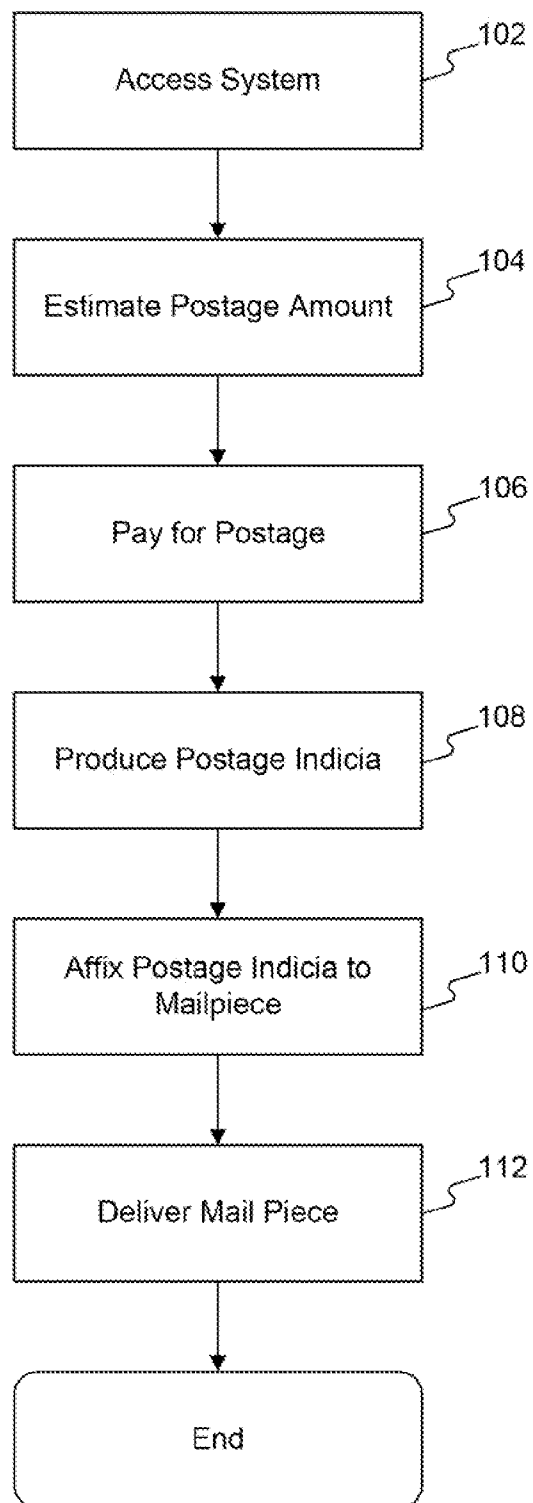 102
Access System
104
Estimate Postage Amount
106
Pay for Postage
108
Produce Postage Indicia
110
Affix Postage Indicia to
Mailpiece
112
Deliver Mail Piece
End